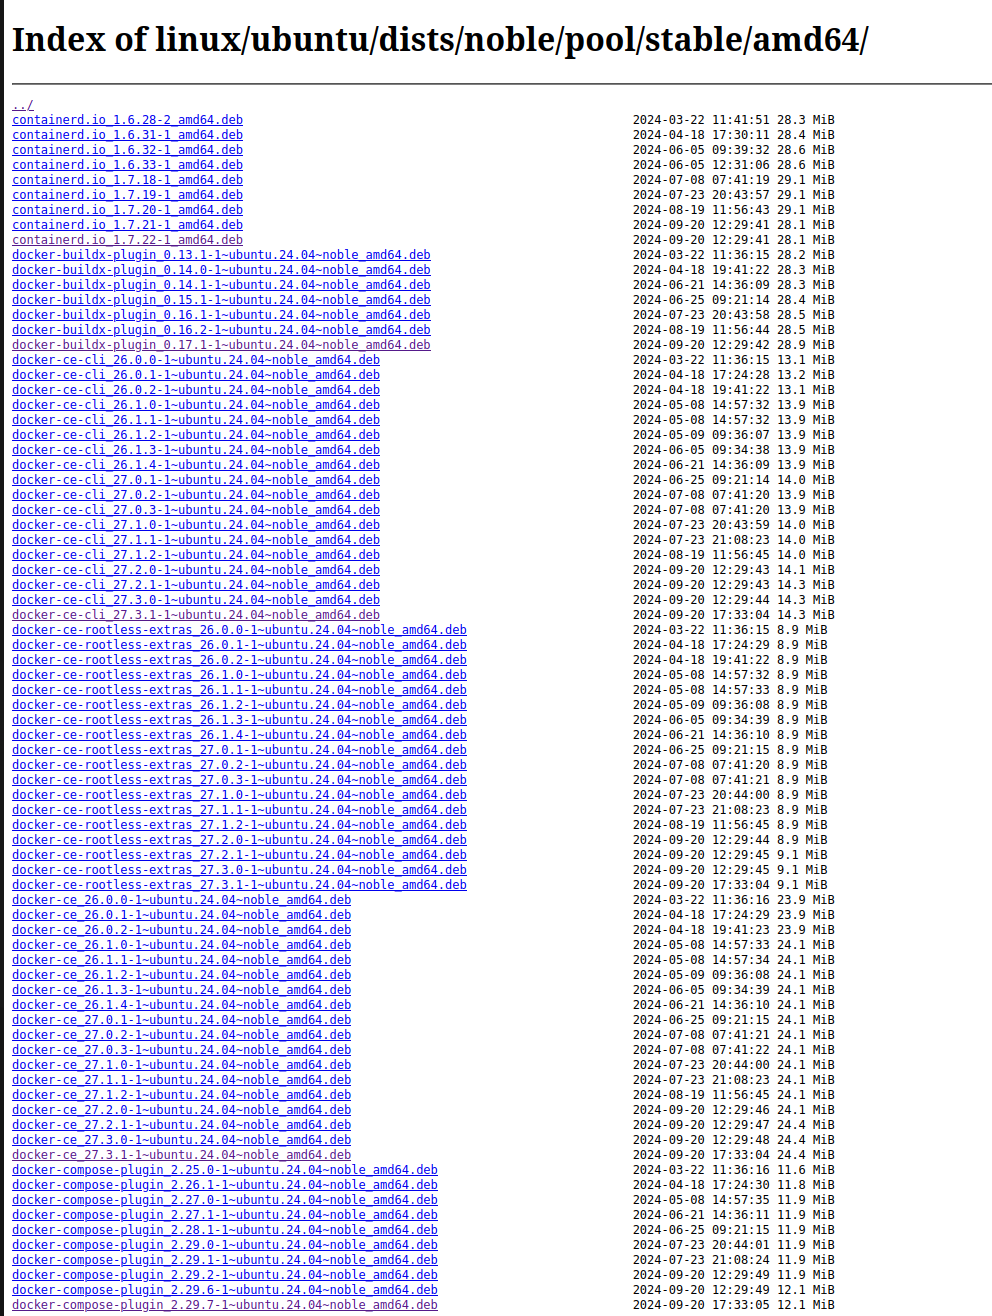 Index of linux/ubuntu/dists/noble/pool/stable/amd64/
../
containerd.io_1.6.28-2_amd64.deb 2024-03-22 11:41:51 28.3 MiB
containerd.io_1.6.31-1_amd64.deb 2024-04-18 17:30:11 28.4 MiB
containerd.io_1.6.32-1_amd64.deb 2024-06-05 09:39:32 28.6 MiB
containerd.io_1.6.33-1_amd64.deb 2024-06-05 12:31:06 28.6 MiB
containerd.io_1.7.18-1_amd64.deb 2024-07-08 07:41:19 29.1 MiB
containerd.io_1.7.19-1_amd64.deb 2024-07-23 20:43:57 29.1 MiB
containerd.io_1.7.20-1_amd64.deb 2024-08-19 11:56:43 29.1 MiB
containerd.io_1.7.21-1_amd64.deb 2024-09-20 12:29:41 28.1 MiB
containerd.io_1.7.22-1_amd64.deb 2024-09-20 12:29:41 28.1 MiB
docker-buildx-plugin_0.13.1-1~ubuntu.24.04~noble_amd64.deb 2024-03-22 11:36:15 28.2 MiB
docker-buildx-plugin_0.14.0-1~ubuntu.24.04~noble_amd64.deb 2024-04-18 19:41:22 28.3 MiB
docker-buildx-plugin_0.14.1-1~ubuntu.24.04~noble_amd64.deb 2024-06-21 14:36:09 28.3 MiB
docker-buildx-plugin_0.15.1-1~ubuntu.24.04~noble_amd64.deb 2024-06-25 09:21:14 28.4 MiB
docker-buildx-plugin_0.16.1-1~ubuntu.24.04~noble_amd64.deb 2024-07-23 20:43:58 28.5 MiB
docker-buildx-plugin_0.16.2-1~ubuntu.24.04~noble_amd64.deb 2024-08-19 11:56:44 28.5 MiB
docker-buildx-plugin_0.17.1-1~ubuntu.24.04~noble_amd64.deb 2024-09-20 12:29:42 28.9 MiB
docker-ce-cli_26.0.0-1~ubuntu.24.04~noble_amd64.deb 2024-03-22 11:36:15 13.1 MiB
docker-ce-cli_26.0.1-1~ubuntu.24.04~noble_amd64.deb 2024-04-18 17:24:28 13.2 MiB
docker-ce-cli_26.0.2-1~ubuntu.24.04~noble_amd64.deb 2024-04-18 19:41:22 13.1 MiB
docker-ce-cli_26.1.0-1~ubuntu.24.04~noble_amd64.deb 2024-05-08 14:57:32 13.9 MiB
docker-ce-cli_26.1.1-1~ubuntu.24.04~noble_amd64.deb 2024-05-08 14:57:32 13.9 MiB
docker-ce-cli_26.1.2-1~ubuntu.24.04~noble_amd64.deb 2024-05-09 09:36:07 13.9 MiB
docker-ce-cli_26.1.3-1~ubuntu.24.04~noble_amd64.deb 2024-06-05 09:34:38 13.9 MiB
docker-ce-cli_26.1.4-1~ubuntu.24.04~noble_amd64.deb 2024-06-21 14:36:09 13.9 MiB
docker-ce-cli_27.0.1-1~ubuntu.24.04~noble_amd64.deb 2024-06-25 09:21:14 14.0 MiB
docker-ce-cli_27.0.2-1~ubuntu.24.04~noble_amd64.deb 2024-07-08 07:41:20 13.9 MiB
docker-ce-cli_27.0.3-1~ubuntu.24.04~noble_amd64.deb 2024-07-08 07:41:20 13.9 MiB
docker-ce-cli_27.1.0-1~ubuntu.24.04~noble_amd64.deb 2024-07-23 20:43:59 14.0 MiB
docker-ce-cli_27.1.1-1~ubuntu.24.04~noble_amd64.deb 2024-07-23 21:08:23 14.0 MiB
docker-ce-cli_27.1.2-1~ubuntu.24.04~noble_amd64.deb 2024-08-19 11:56:45 14.0 MiB
docker-ce-cli_27.2.0-1~ubuntu.24.04~noble_amd64.deb 2024-09-20 12:29:43 14.1 MiB
docker-ce-cli_27.2.1-1~ubuntu.24.04~noble_amd64.deb 2024-09-20 12:29:43 14.3 MiB
docker-ce-cli_27.3.0-1~ubuntu.24.04~noble_amd64.deb 2024-09-20 12:29:44 14.3 MiB
docker-ce-cli_27.3.1-1~ubuntu.24.04~noble_amd64.deb 2024-09-20 17:33:04 14.3 MiB
docker-ce-rootless-extras_26.0.0-1~ubuntu.24.04~noble_amd64.deb 2024-03-22 11:36:15 8.9 MiB
docker-ce-rootless-extras_26.0.1-1~ubuntu.24.04~noble_amd64.deb 2024-04-18 17:24:29 8.9 MiB
docker-ce-rootless-extras_26.0.2-1~ubuntu.24.04~noble_amd64.deb 2024-04-18 19:41:22 8.9 MiB
docker-ce-rootless-extras_26.1.0-1~ubuntu.24.04~noble_amd64.deb 2024-05-08 14:57:32 8.9 MiB
docker-ce-rootless-extras_26.1.1-1~ubuntu.24.04~noble_amd64.deb 2024-05-08 14:57:33 8.9 MiB
docker-ce-rootless-extras_26.1.2-1~ubuntu.24.04~noble_amd64.deb 2024-05-09 09:36:08 8.9 MiB
docker-ce-rootless-extras_26.1.3-1~ubuntu.24.04~noble_amd64.deb 2024-06-05 09:34:39 8.9 MiB
docker-ce-rootless-extras_26.1.4-1~ubuntu.24.04~noble_amd64.deb 2024-06-21 14:36:10 8.9 MiB
docker-ce-rootless-extras_27.0.1-1~ubuntu.24.04~noble_amd64.deb 2024-06-25 09:21:15 8.9 MiB
docker-ce-rootless-extras_27.0.2-1~ubuntu.24.04~noble_amd64.deb 2024-07-08 07:41:20 8.9 MiB
docker-ce-rootless-extras_27.0.3-1~ubuntu.24.04~noble_amd64.deb 2024-07-08 07:41:21 8.9 MiB
docker-ce-rootless-extras_27.1.0-1~ubuntu.24.04~noble_amd64.deb 2024-07-23 20:44:00 8.9 MiB
docker-ce-rootless-extras_27.1.1-1~ubuntu.24.04~noble_amd64.deb 2024-07-23 21:08:23 8.9 MiB
docker-ce-rootless-extras_27.1.2-1~ubuntu.24.04~noble_amd64.deb 2024-08-19 11:56:45 8.9 MiB
docker-ce-rootless-extras_27.2.0-1~ubuntu.24.04~noble_amd64.deb 2024-09-20 12:29:44 8.9 MiB
docker-ce-rootless-extras_27.2.1-1~ubuntu.24.04~noble_amd64.deb 2024-09-20 12:29:45 9.1 MiB
docker-ce-rootless-extras_27.3.0-1~ubuntu.24.04~noble_amd64.deb 2024-09-20 12:29:45 9.1 MiB
docker-ce-rootless-extras_27.3.1-1~ubuntu.24.04~noble_amd64.deb 2024-09-20 17:33:04 9.1 MiB
docker-ce_26.0.0-1~ubuntu.24.04~noble_amd64.deb 2024-03-22 11:36:16 23.9 MiB
docker-ce_26.0.1-1~ubuntu.24.04~noble_amd64.deb 2024-04-18 17:24:29 23.9 MiB
docker-ce_26.0.2-1~ubuntu.24.04~noble_amd64.deb 2024-04-18 19:41:23 23.9 MiB
docker-ce_26.1.0-1~ubuntu.24.04~noble_amd64.deb 2024-05-08 14:57:33 24.1 MiB
docker-ce_26.1.1-1~ubuntu.24.04~noble_amd64.deb 2024-05-08 14:57:34 24.1 MiB
docker-ce_26.1.2-1~ubuntu.24.04~noble_amd64.deb 2024-05-09 09:36:08 24.1 MiB
docker-ce_26.1.3-1~ubuntu.24.04~noble_amd64.deb 2024-06-05 09:34:39 24.1 MiB
docker-ce_26.1.4-1~ubuntu.24.04~noble_amd64.deb 2024-06-21 14:36:10 24.1 MiB
docker-ce_27.0.1-1~ubuntu.24.04~noble_amd64.deb 2024-06-25 09:21:15 24.1 MiB
docker-ce_27.0.2-1~ubuntu.24.04~noble_amd64.deb 2024-07-08 07:41:21 24.1 MiB
docker-ce_27.0.3-1~ubuntu.24.04~noble_amd64.deb 2024-07-08 07:41:22 24.1 MiB
docker-ce_27.1.0-1~ubuntu.24.04~noble_amd64.deb 2024-07-23 20:44:00 24.1 MiB
docker-ce_27.1.1-1~ubuntu.24.04~noble_amd64.deb 2024-07-23 21:08:23 24.1 MiB
docker-ce_27.1.2-1~ubuntu.24.04~noble_amd64.deb 2024-08-19 11:56:45 24.1 MiB
docker-ce_27.2.0-1~ubuntu.24.04~noble_amd64.deb 2024-09-20 12:29:46 24.1 MiB
docker-ce_27.2.1-1~ubuntu.24.04~noble_amd64.deb 2024-09-20 12:29:47 24.4 MiB
docker-ce_27.3.0-1~ubuntu.24.04~noble_amd64.deb 2024-09-20 12:29:48 24.4 MiB
docker-ce_27.3.1-1~ubuntu.24.04~noble_amd64.deb 2024-09-20 17:33:04 24.4 MiB
docker-compose-plugin_2.25.0-1~ubuntu.24.04~noble_amd64.deb 2024-03-22 11:36:16 11.6 MiB
docker-compose-plugin_2.26.1-1~ubuntu.24.04~noble_amd64.deb 2024-04-18 17:24:30 11.8 MiB
docker-compose-plugin_2.27.0-1~ubuntu.24.04~noble_amd64.deb 2024-05-08 14:57:35 11.9 MiB
docker-compose-plugin_2.27.1-1~ubuntu.24.04~noble_amd64.deb 2024-06-21 14:36:11 11.9 MiB
docker-compose-plugin_2.28.1-1~ubuntu.24.04~noble_amd64.deb 2024-06-25 09:21:15 11.9 MiB
docker-compose-plugin_2.29.0-1~ubuntu.24.04~noble_amd64.deb 2024-07-23 20:44:01 11.9 MiB
docker-compose-plugin_2.29.1-1~ubuntu.24.04~noble_amd64.deb 2024-07-23 21:08:24 11.9 MiB
docker-compose-plugin_2.29.2-1~ubuntu.24.04~noble_amd64.deb 2024-09-20 12:29:49 11.9 MiB
docker-compose-plugin_2.29.6-1~ubuntu.24.04~noble_amd64.deb 2024-09-20 12:29:49 12.1 MiB
docker-compose-plugin_2.29.7-1~ubuntu.24.04~noble_amd64.deb 2024-09-20 17:33:05 12.1 MiB